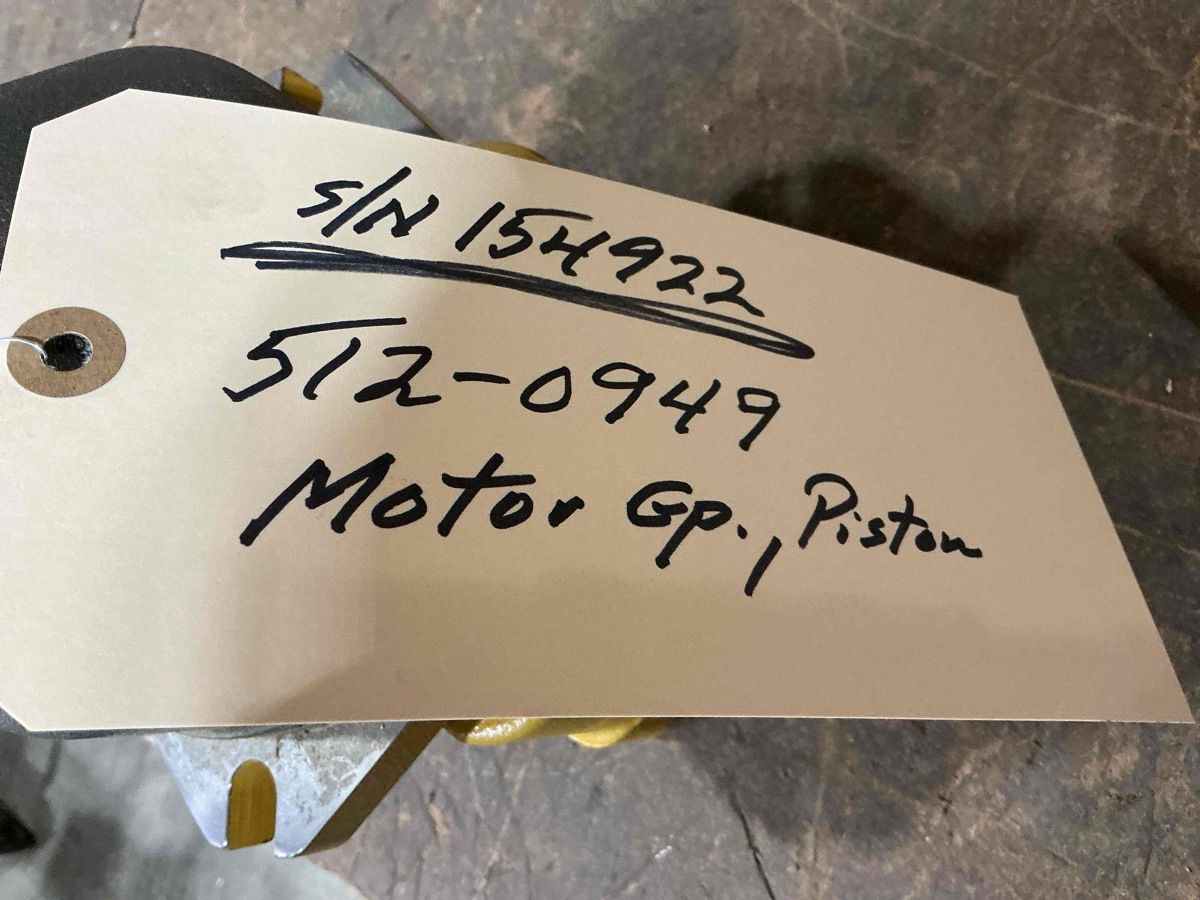 S/N 154922
512-0949
Motor Gp., Piston